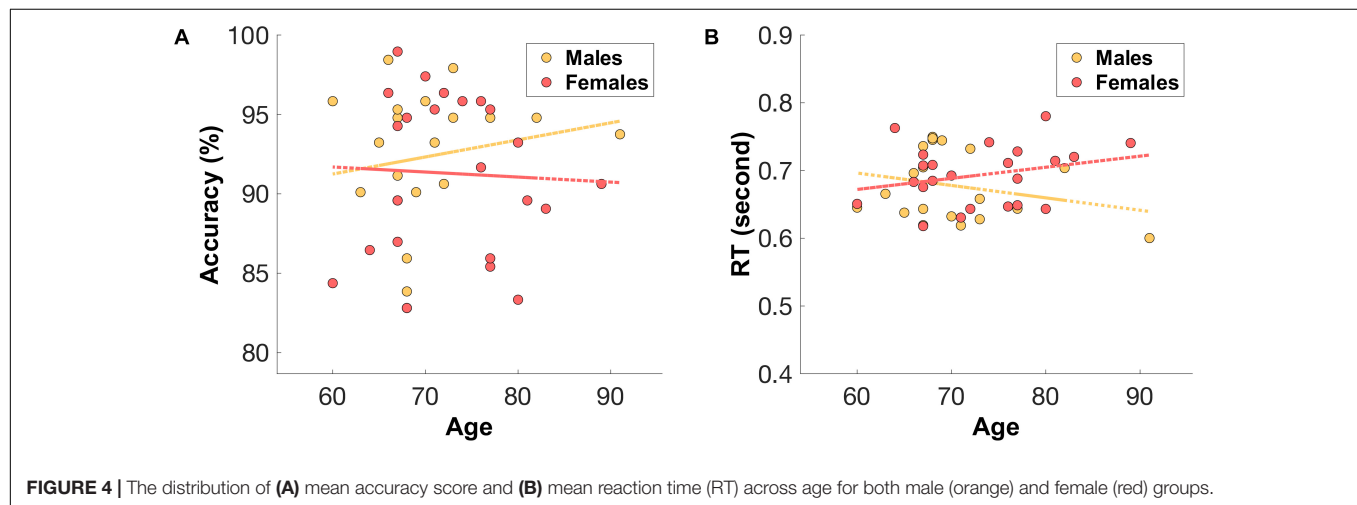 A
100
95
90
85
80
Accuracy (%)
60 70 80 90
Age
Males
Females
B
0.9
0.8
0.7
0.6
0.5
0.4
RT (second)
60 70 80 90
Age
Males
Females
FIGURE 4 | The distribution of (A) mean accuracy score and (B) mean reaction time (RT) across age for both male (orange) and female (red) groups.